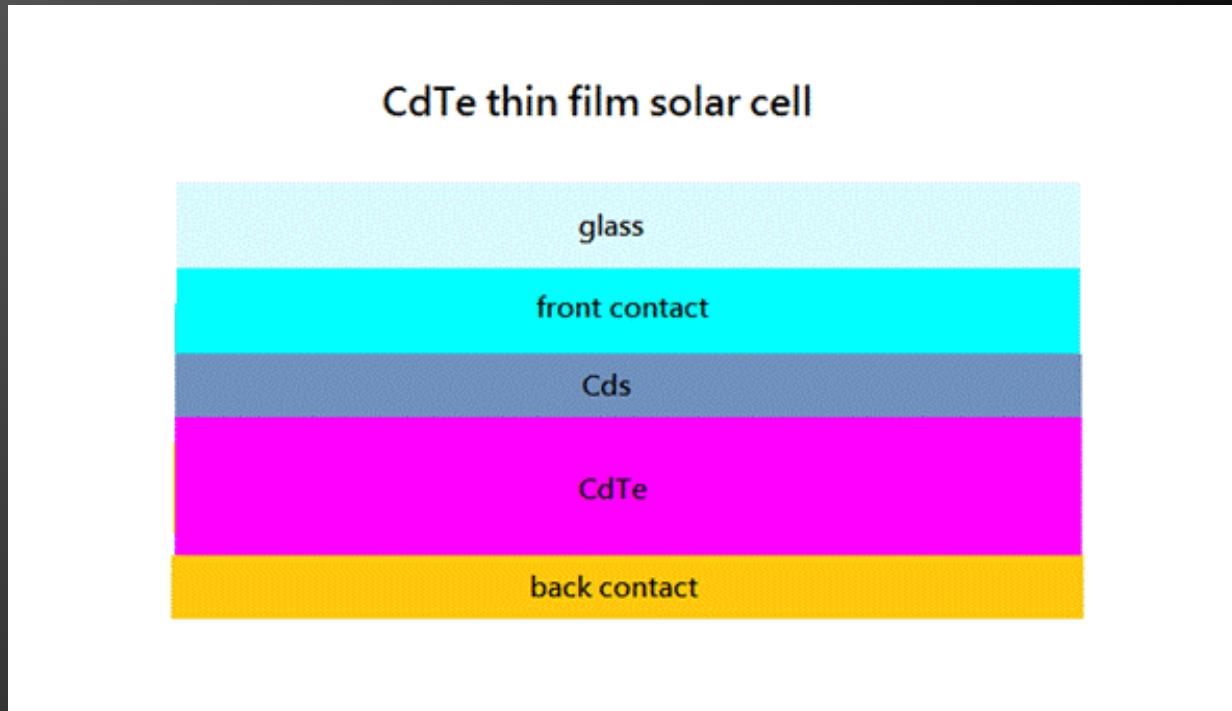 CdTe thin film solar cell
glass
front contact
Cds
CdTe
back contact